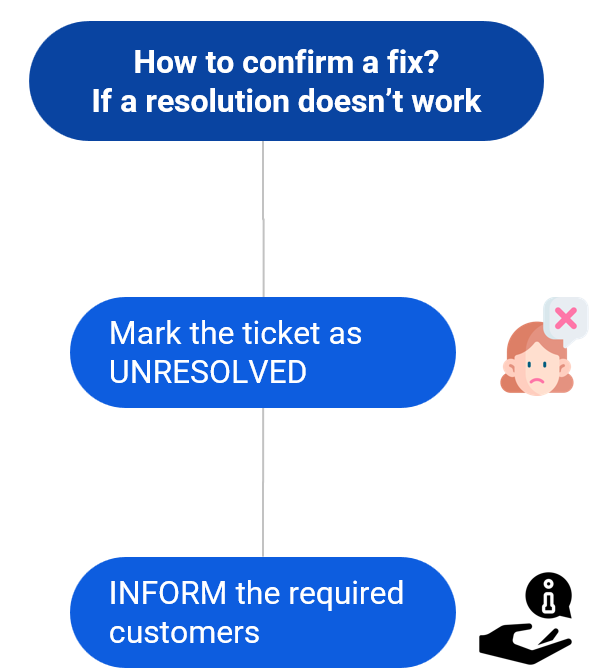 How to confirm a fix?
If a resolution doesn’t work
Mark the ticket as
UNRESOLVED
INFORM the required
customers